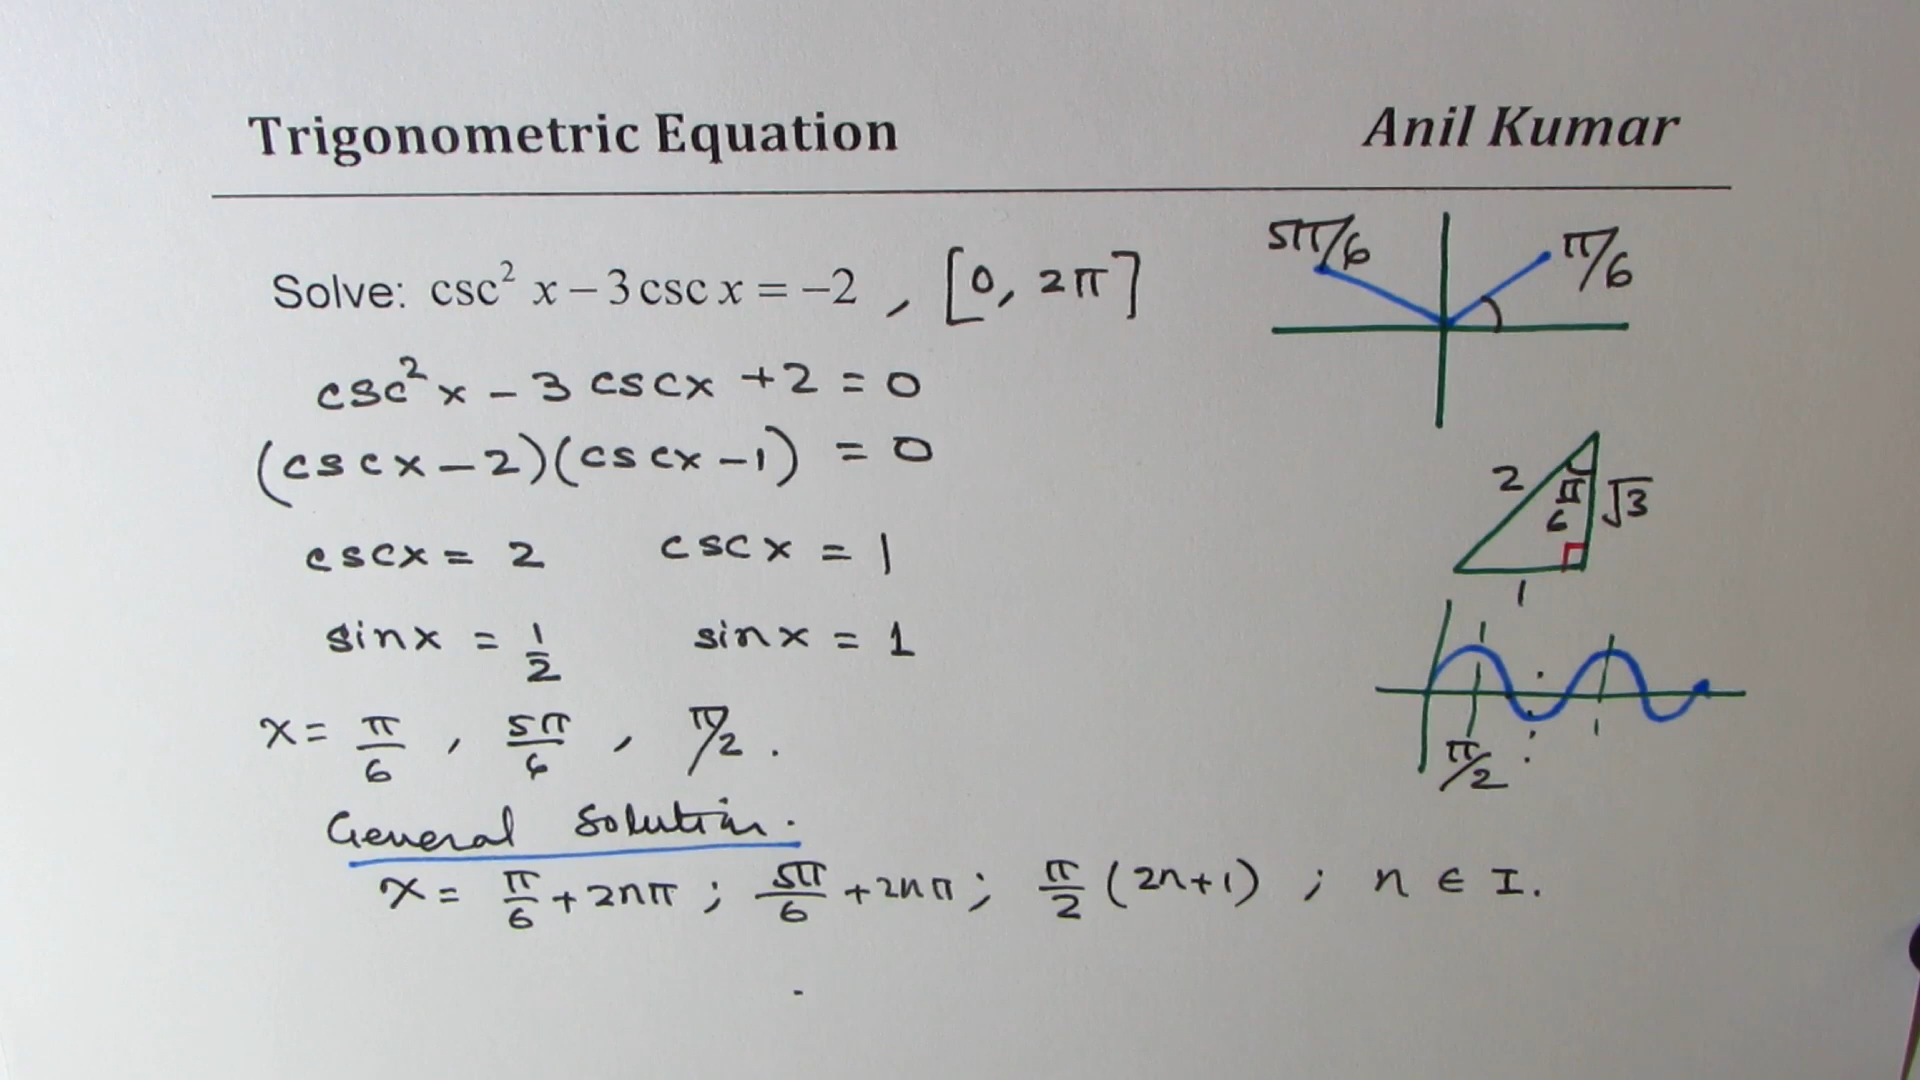 Trigonometric Equation Anil Kumar
Solve: csc² x − 3 csc x = −2 , [0, 2π]
csc²x − 3 cscx + 2 = 0
(cscx − 2)(cscx − 1) = 0
cscx = 2 cscx = 1
sinx = 1/2 sinx = 1
x = π/6 , 5π/6 , π/2 .
General Solution.
x = π/6 + 2nπ ; 5π/6 + 2nπ ; π/2 (2n+1) ; n ∈ I.
5π/6 π/6
2 π/6 √3
1
π/2